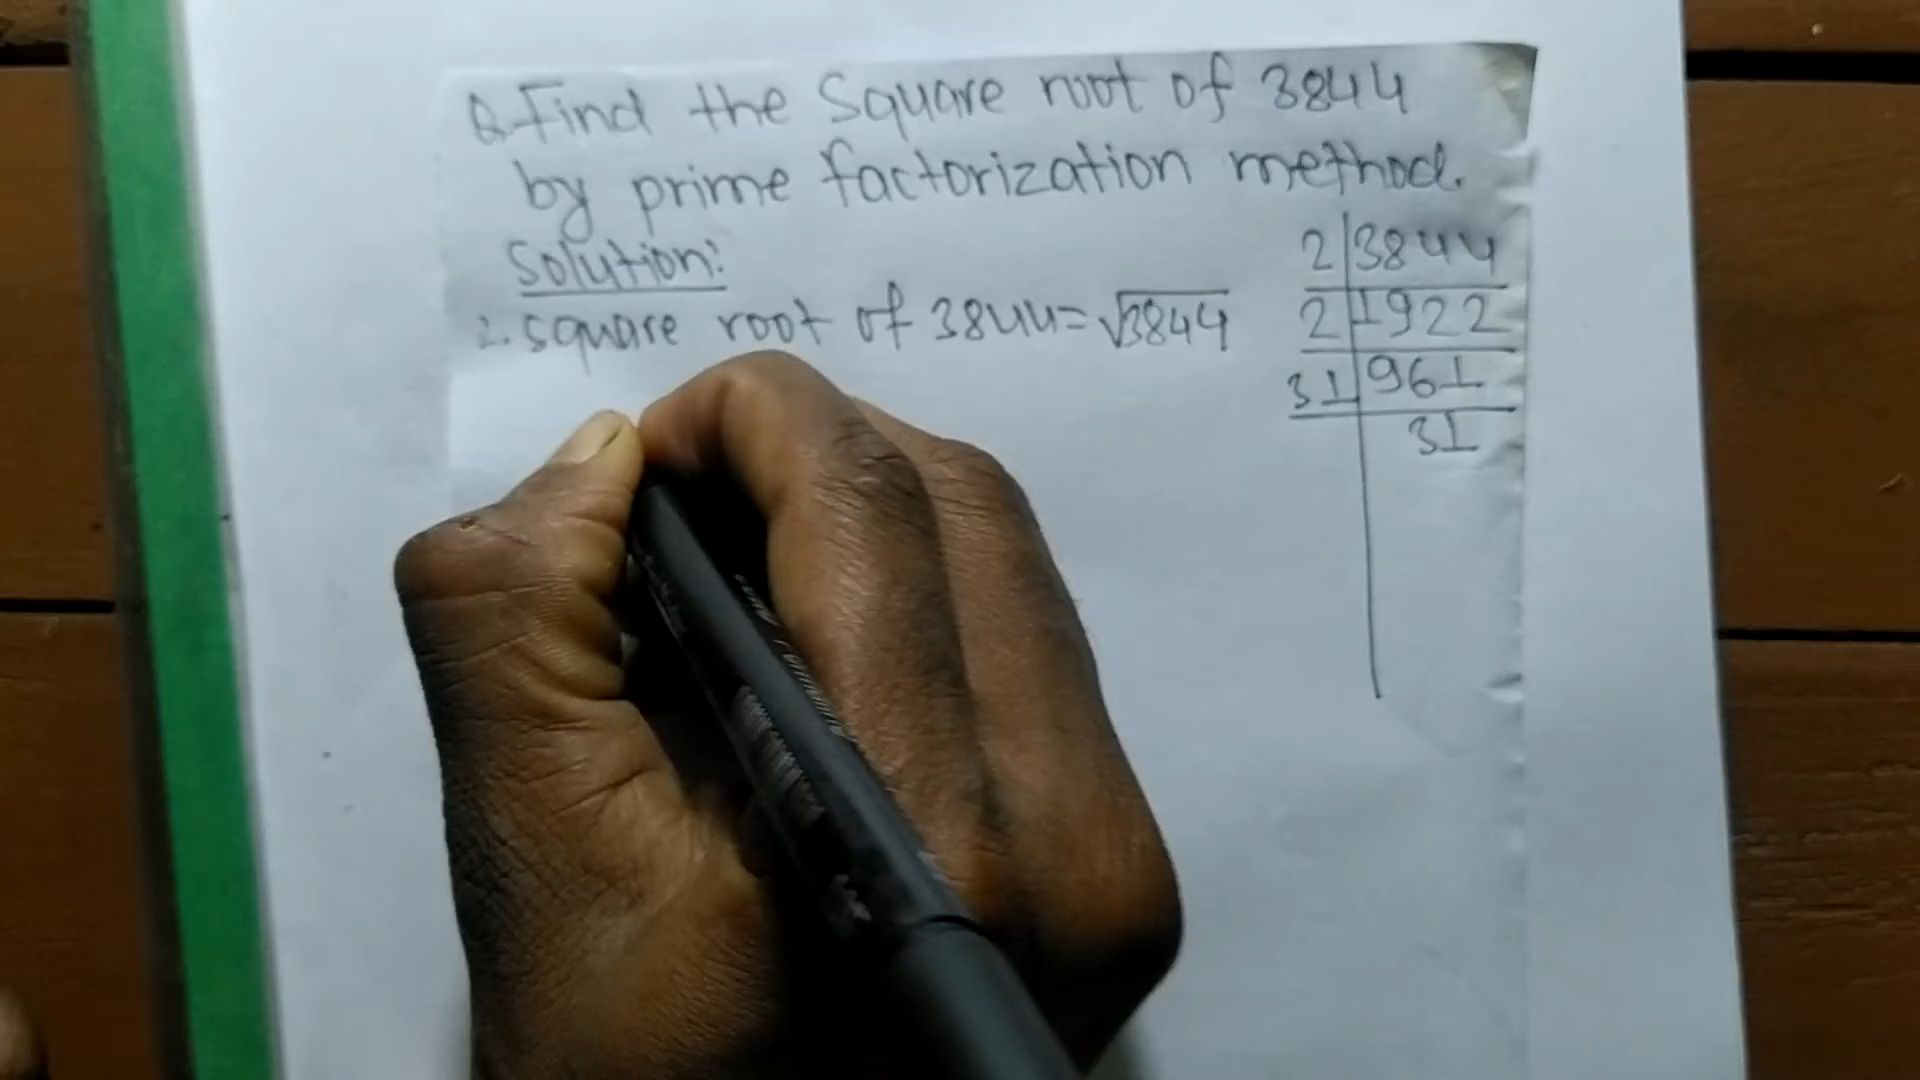 Q. Find the Square root of 3844
by prime factorization method.
Solution:
∴ square root of 3844 = √3844
2 | 3844
2 | 1922
31 | 961
31